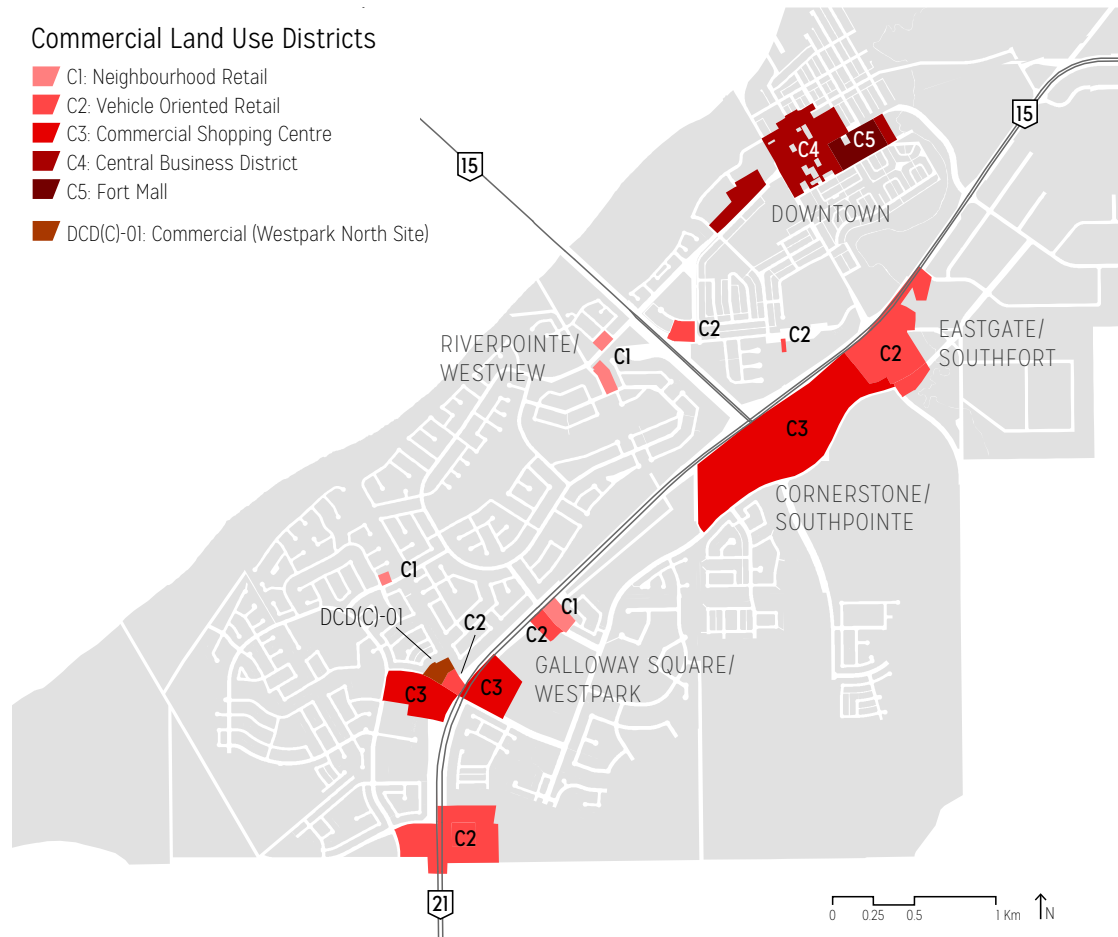 Commercial Land Use Districts
C1: Neighbourhood Retail
C2: Vehicle Oriented Retail
C3: Commercial Shopping Centre
C4: Central Business District
C5: Fort Mall
DCD(C)-01: Commercial (Westpark North Site)
15
15
C4
C5
DOWNTOWN
C2
C2
RIVERPOINTE/
WESTVIEW
C1
EASTGATE/
SOUTHFORT
C2
C3
CORNERSTONE/
SOUTHPOINTE
C1
DCD(C)-01
C2
C1
C2
GALLOWAY SQUARE/
WESTPARK
C3
C3
C2
21
0 0.25 0.5 1 Km
N